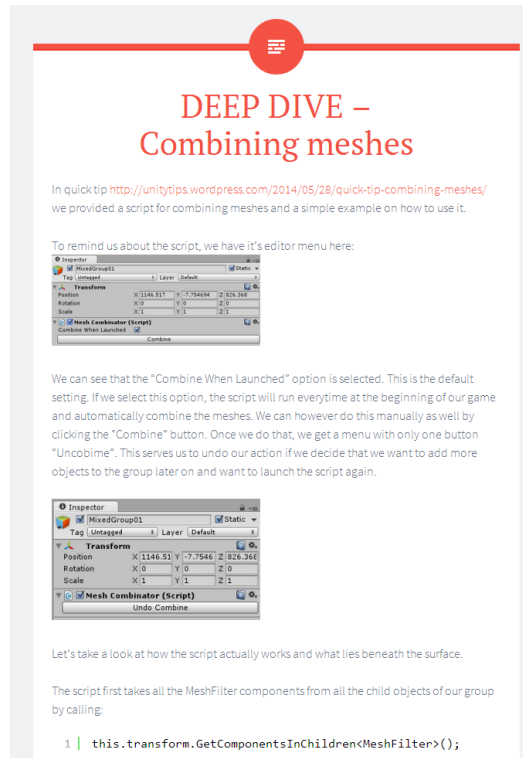 DEEP DIVE –
Combining meshes
In quick tip http://unitytips.wordpress.com/2014/05/28/quick-tip-combining-meshes/
we provided a script for combining meshes and a simple example on how to use it.
To remind us about the script, we have it's editor menu here:
Inspector
MixedGroup01 Static
Tag Untagged Layer Default
Transform
Position X 1146.517 Y -7.754694 Z 826.368
Rotation X 0 Y 0 Z 0
Scale X 1 Y 1 Z 1
Mesh Combinator (Script)
Combine When Launched
Combine
We can see that the "Combine When Launched" option is selected. This is the default
setting. If we select this option, the script will run everytime at the beginning of our game
and automatically combine the meshes. We can however do this manually as well by
clicking the "Combine" button. Once we do that, we get a menu with only one button
"Uncobime". This serves us to undo our action if we decide that we want to add more
objects to the group later on and want to launch the script again.
Inspector
MixedGroup01 Static
Tag Untagged Layer Default
Transform
Position X 1146.51 Y -7.7546 Z 826.368
Rotation X 0 Y 0 Z 0
Scale X 1 Y 1 Z 1
Mesh Combinator (Script)
Undo Combine
Let's take a look at how the script actually works and what lies beneath the surface.
The script first takes all the MeshFilter components from all the child objects of our group
by calling:
1 this.transform.GetComponentsInChildren<MeshFilter>();